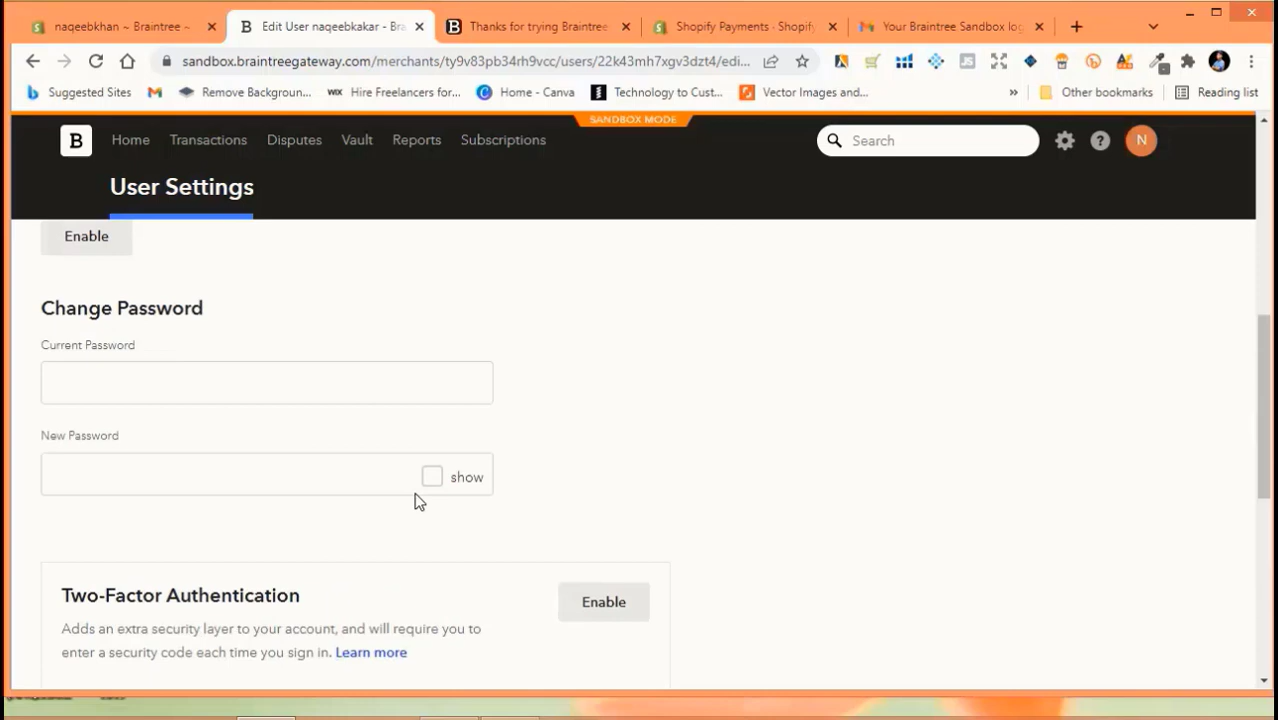 naqeebkhan ~ Braintree ~
Edit User naqeebkakar - Bra
Thanks for trying Braintree
Shopify Payments · Shopify
Your Braintree Sandbox log
sandbox.braintreegateway.com/merchants/ty9v83pb34rh9vcc/users/22k43mh7xgv3dzt4/edi...
Suggested Sites
Remove Backgroun...
WIX Hire Freelancers for...
Home - Canva
Technology to Cust...
Vector Images and...
»
Other bookmarks
Reading list
SANDBOX MODE
B
Home
Transactions
Disputes
Vault
Reports
Subscriptions
Search
N
User Settings
Enable
Change Password
Current Password
New Password
show
Two-Factor Authentication
Enable
Adds an extra security layer to your account, and will require you to
enter a security code each time you sign in. Learn more